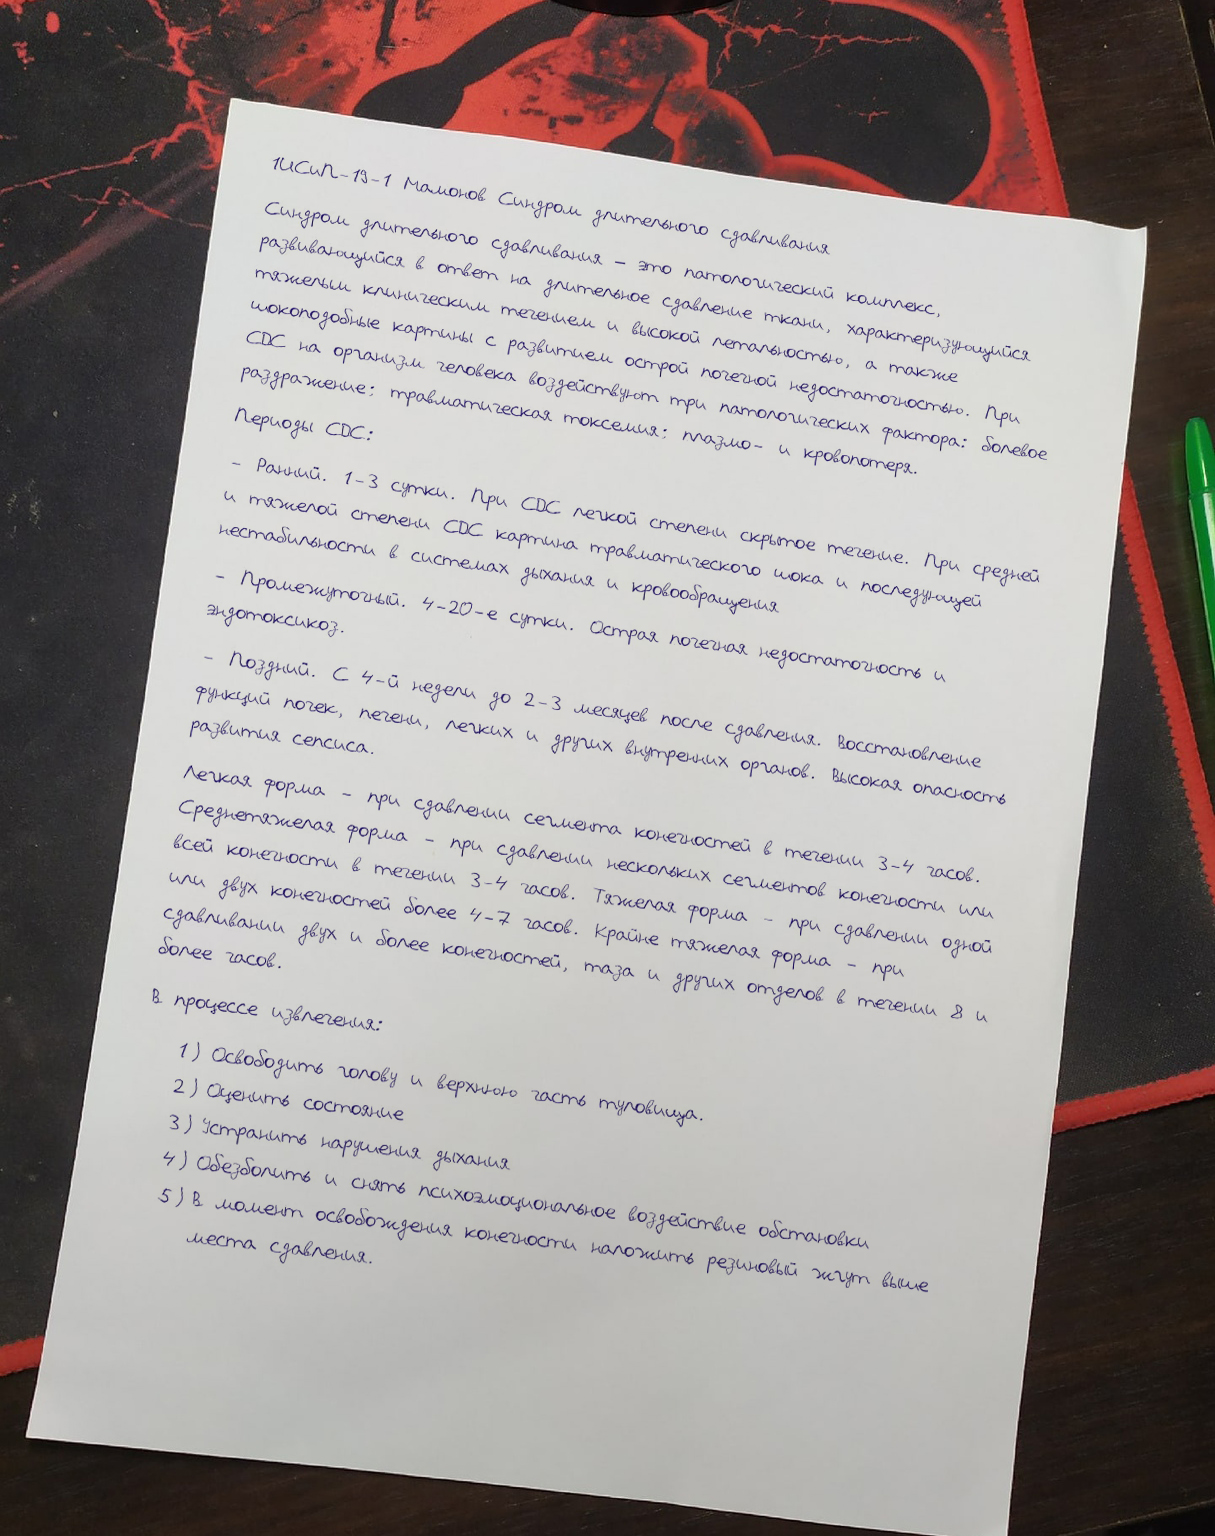 1ИСиП-19-1 Мамонов Синдром длительного сдавливания
Синдром длительного сдавливания – это патологический комплекс,
развивающийся в ответ на длительное сдавление ткани, характеризующийся
тяжелым клиническим течением и высокой летальностью, а также
шокоподобные картины с развитием острой почечной недостаточностью. При
СDС на организм человека воздействуют три патологических фактора: болевое
раздражение; травматическая токсемия; плазмо- и кровопотеря.
Периоды СDС:
- Ранний. 1-3 сутки. При СDС легкой степени скрытое течение. При средней
и тяжелой степени СDС картина травматического шока и последующей
нестабильности в системах дыхания и кровообращения
- Промежуточный. 4-20-е сутки. Острая почечная недостаточность и
эндотоксикоз.
- Поздний. С 4-й недели до 2-3 месяцев после сдавления. Восстановление
функций почек, печени, легких и других внутренних органов. Высокая опасность
развития сепсиса.
Легкая форма - при сдавлении сегмента конечностей в течении 3-4 часов.
Среднетяжелая форма - при сдавлении нескольких сегментов конечности или
всей конечности в течении 3-4 часов. Тяжелая форма - при сдавлении одной
или двух конечностей более 4-7 часов. Крайне тяжелая форма - при
сдавливании двух и более конечностей, таза и других отделов в течении 8 и
более часов.
В процессе извлечения:
1) Освободить голову и верхнюю часть туловища.
2) Оценить состояние
3) Устранить нарушения дыхания
4) Обезболить и снять психоэмоциональное воздействие обстановки
5) В момент освобождения конечности наложить резиновый жгут выше
места сдавления.